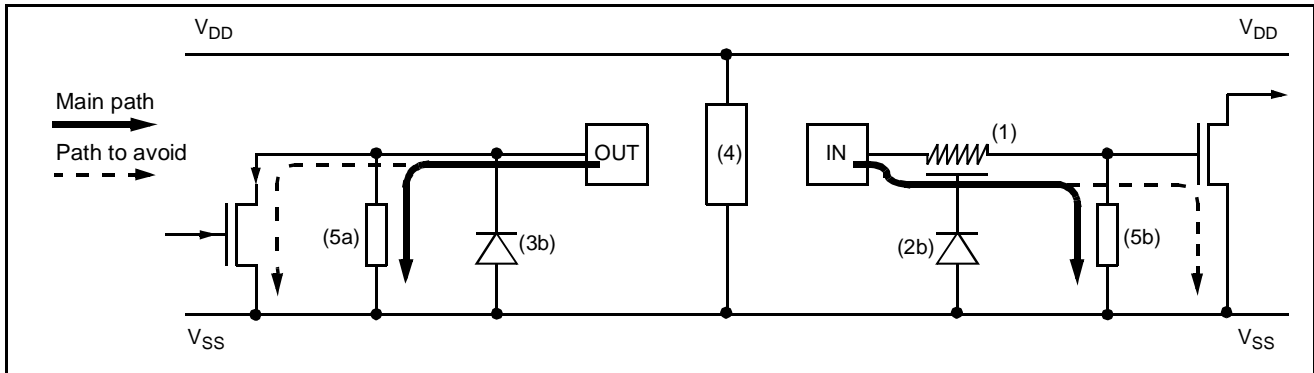 VDD
VDD
Main path
Path to avoid
OUT
(4)
IN
(1)
(5a)
(3b)
(2b)
(5b)
VSS
VSS